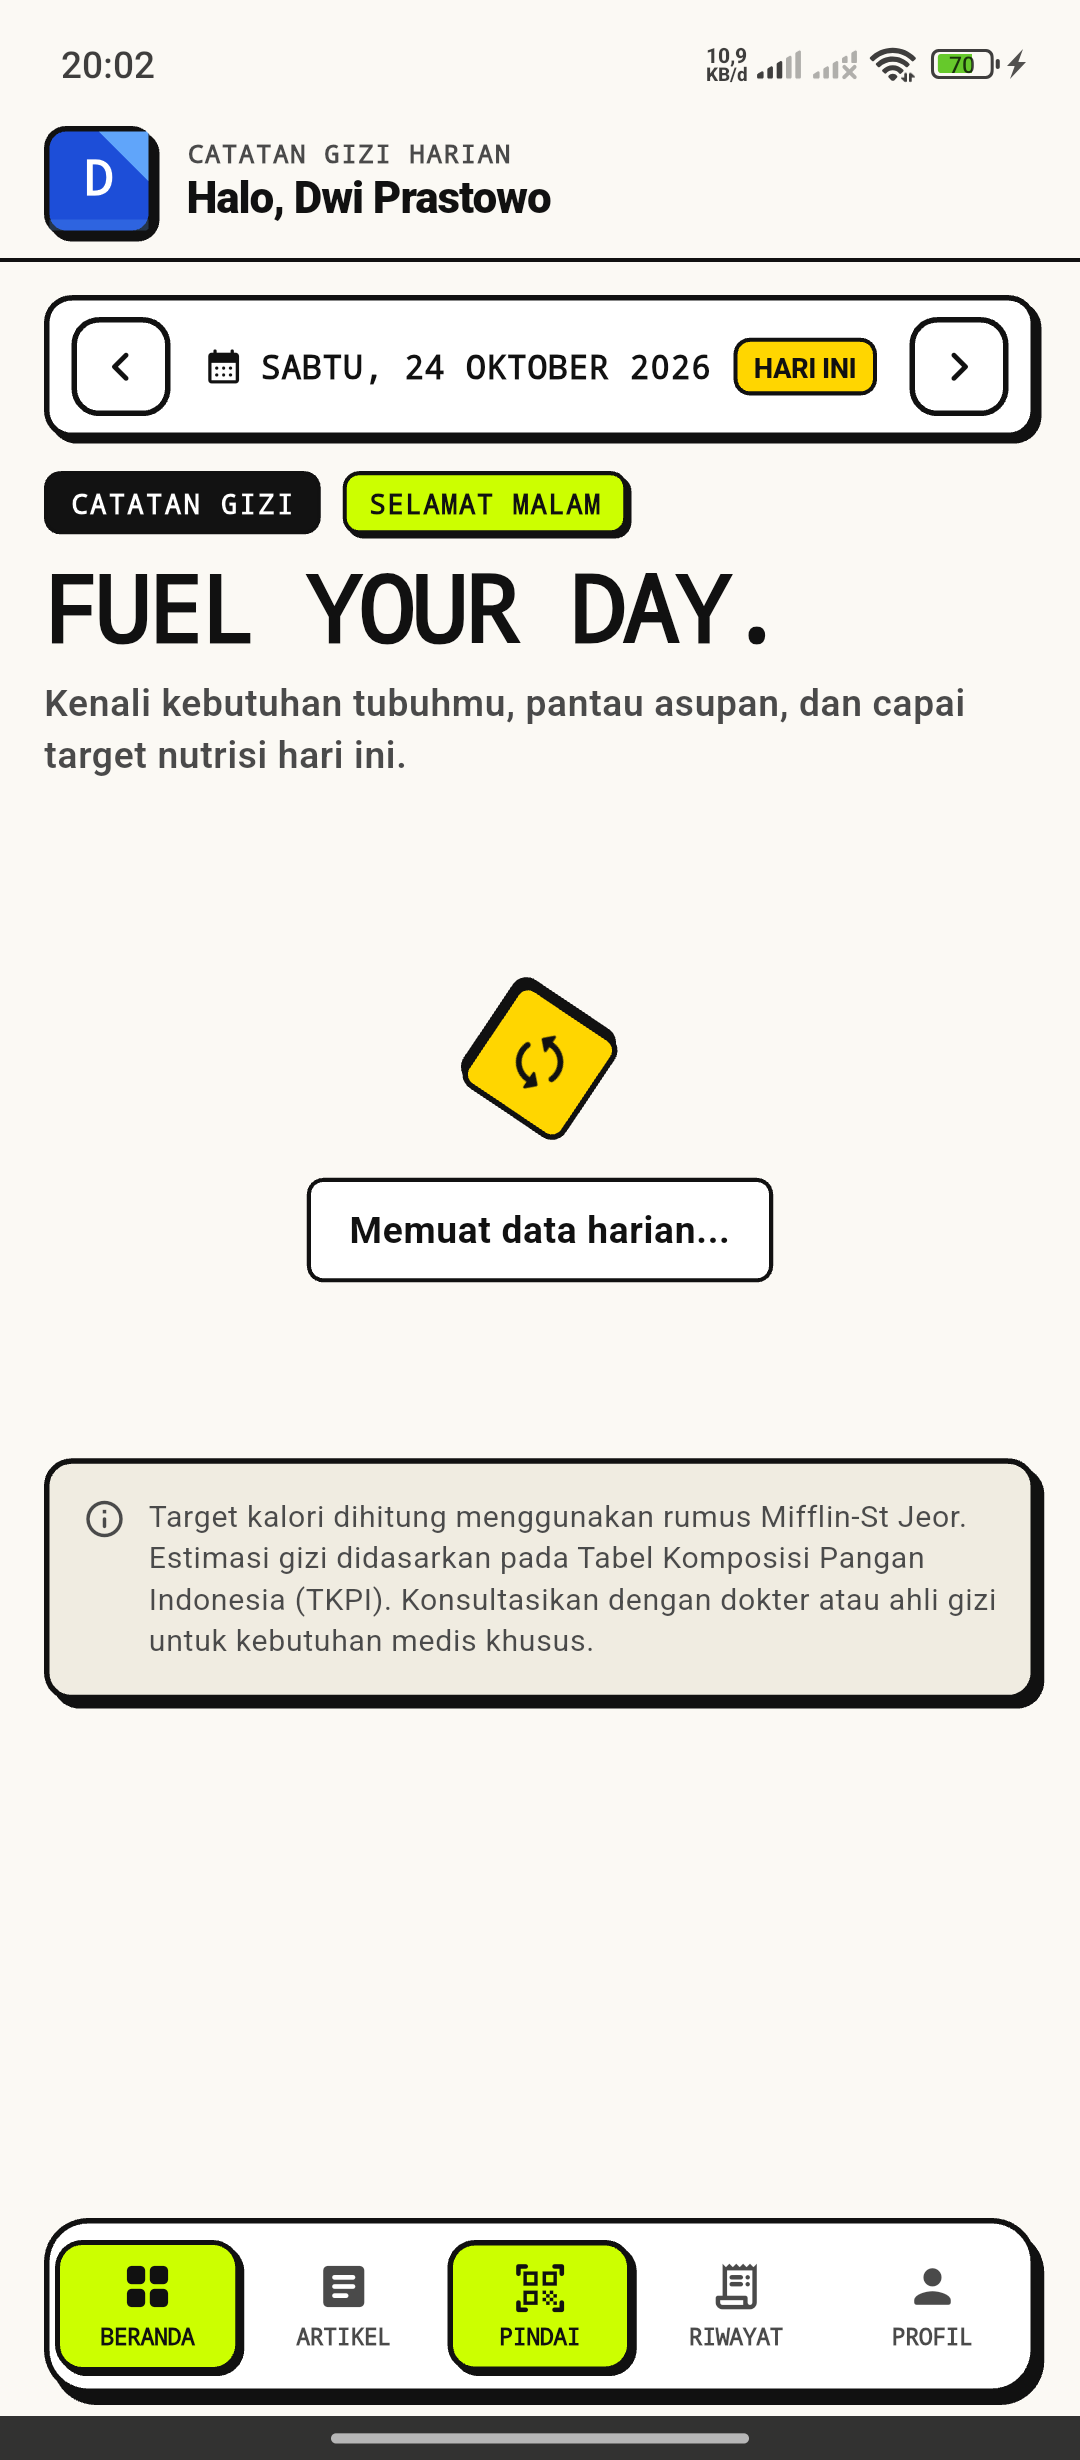 20:02
10,9
KB/d
70
D
CATATAN GIZI HARIAN
Halo, Dwi Prastowo
SABTU, 24 OKTOBER 2026
HARI INI
CATATAN GIZI
SELAMAT MALAM
FUEL YOUR DAY.
Kenali kebutuhan tubuhmu, pantau asupan, dan capai
target nutrisi hari ini.
Memuat data harian...
Target kalori dihitung menggunakan rumus Mifflin-St Jeor.
Estimasi gizi didasarkan pada Tabel Komposisi Pangan
Indonesia (TKPI). Konsultasikan dengan dokter atau ahli gizi
untuk kebutuhan medis khusus.
BERANDA
ARTIKEL
PINDAI
RIWAYAT
PROFIL